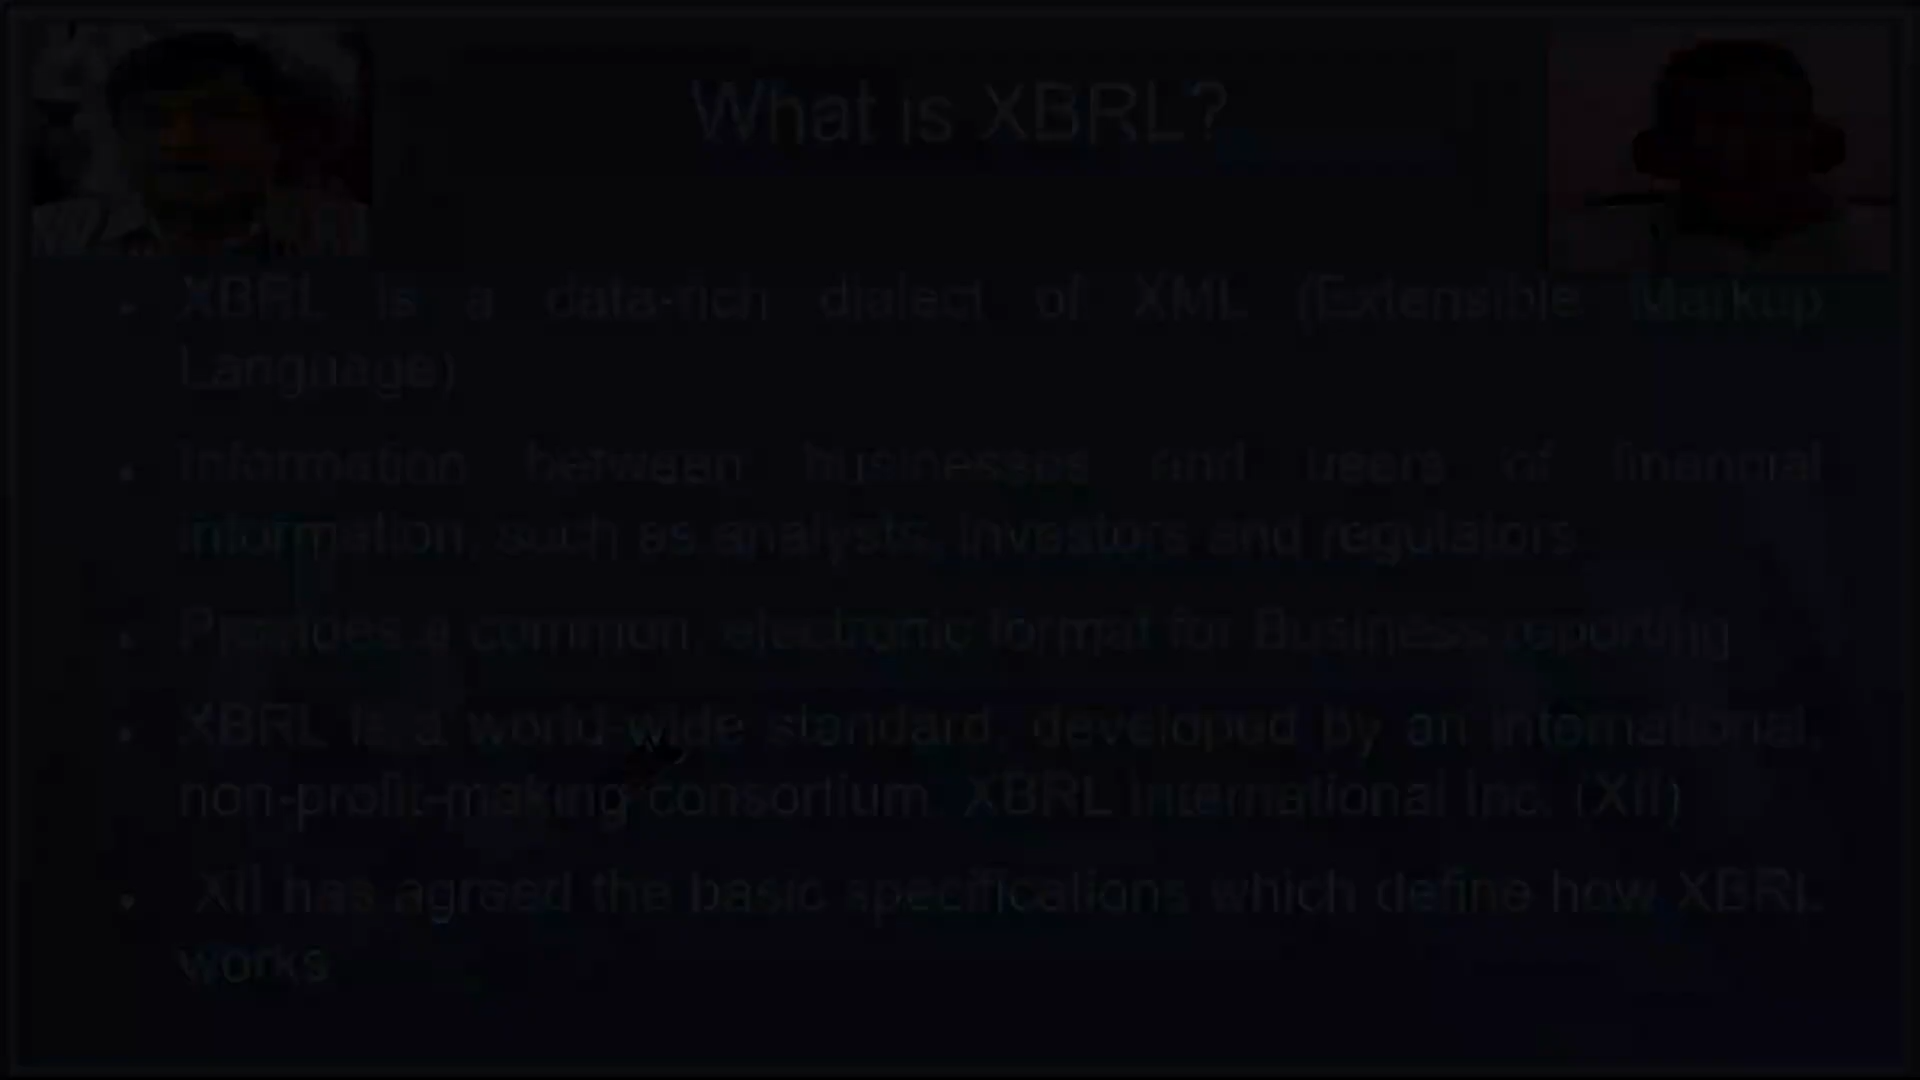 What is XBRL?
• XBRL is a data-rich dialect of XML (Extensible Markup
Language)
• Information between businesses and users of financial
information, such as analysts, investors and regulators
• Provides a common, electronic format for Business reporting
• XBRL is a world-wide standard, developed by an international,
non-profit-making consortium, XBRL International Inc. (XII)
• XII has agreed the basic specifications which define how XBRL
works